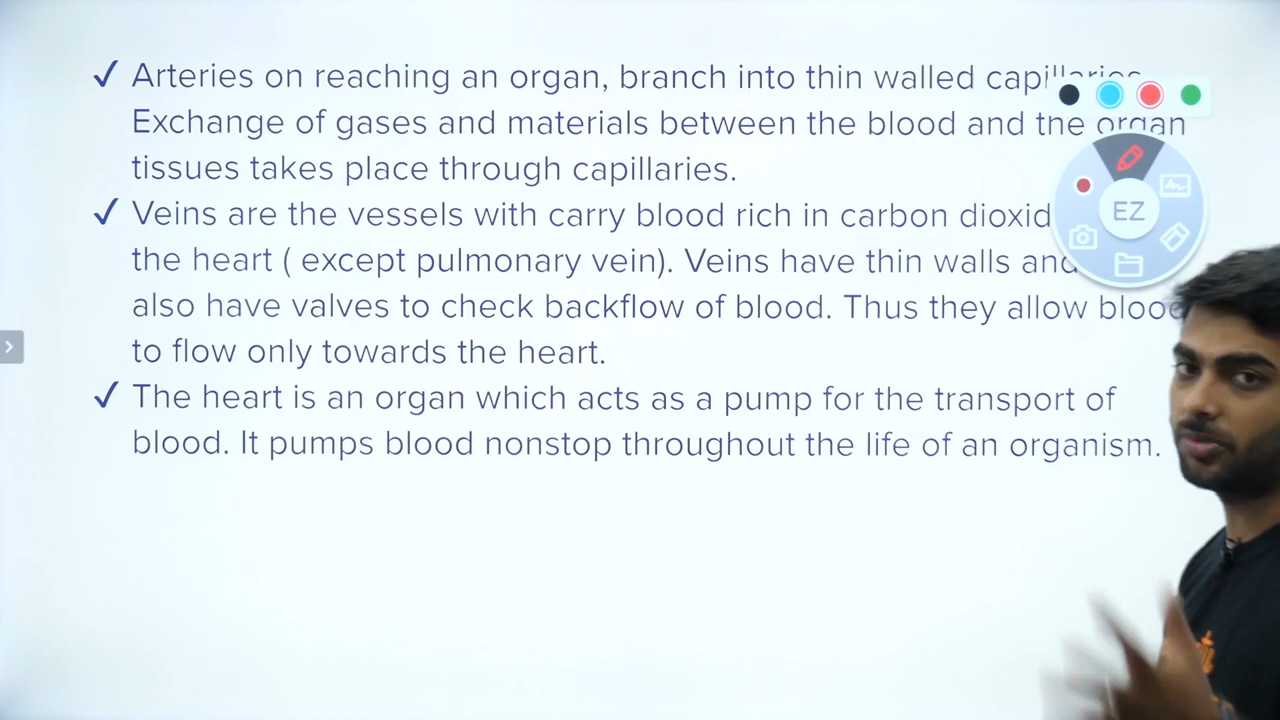 ✓ Arteries on reaching an organ, branch into thin walled capillaries.
Exchange of gases and materials between the blood and the organ
tissues takes place through capillaries.
✓ Veins are the vessels with carry blood rich in carbon
the heart ( except pulmonary vein). Veins have thin walls and
also have valves to check backflow of blood. Thus they allow blood
to flow only towards the heart.
✓ The heart is an organ which acts as a pump for the transport of
blood. It pumps blood nonstop throughout the life of an organism.
EZ